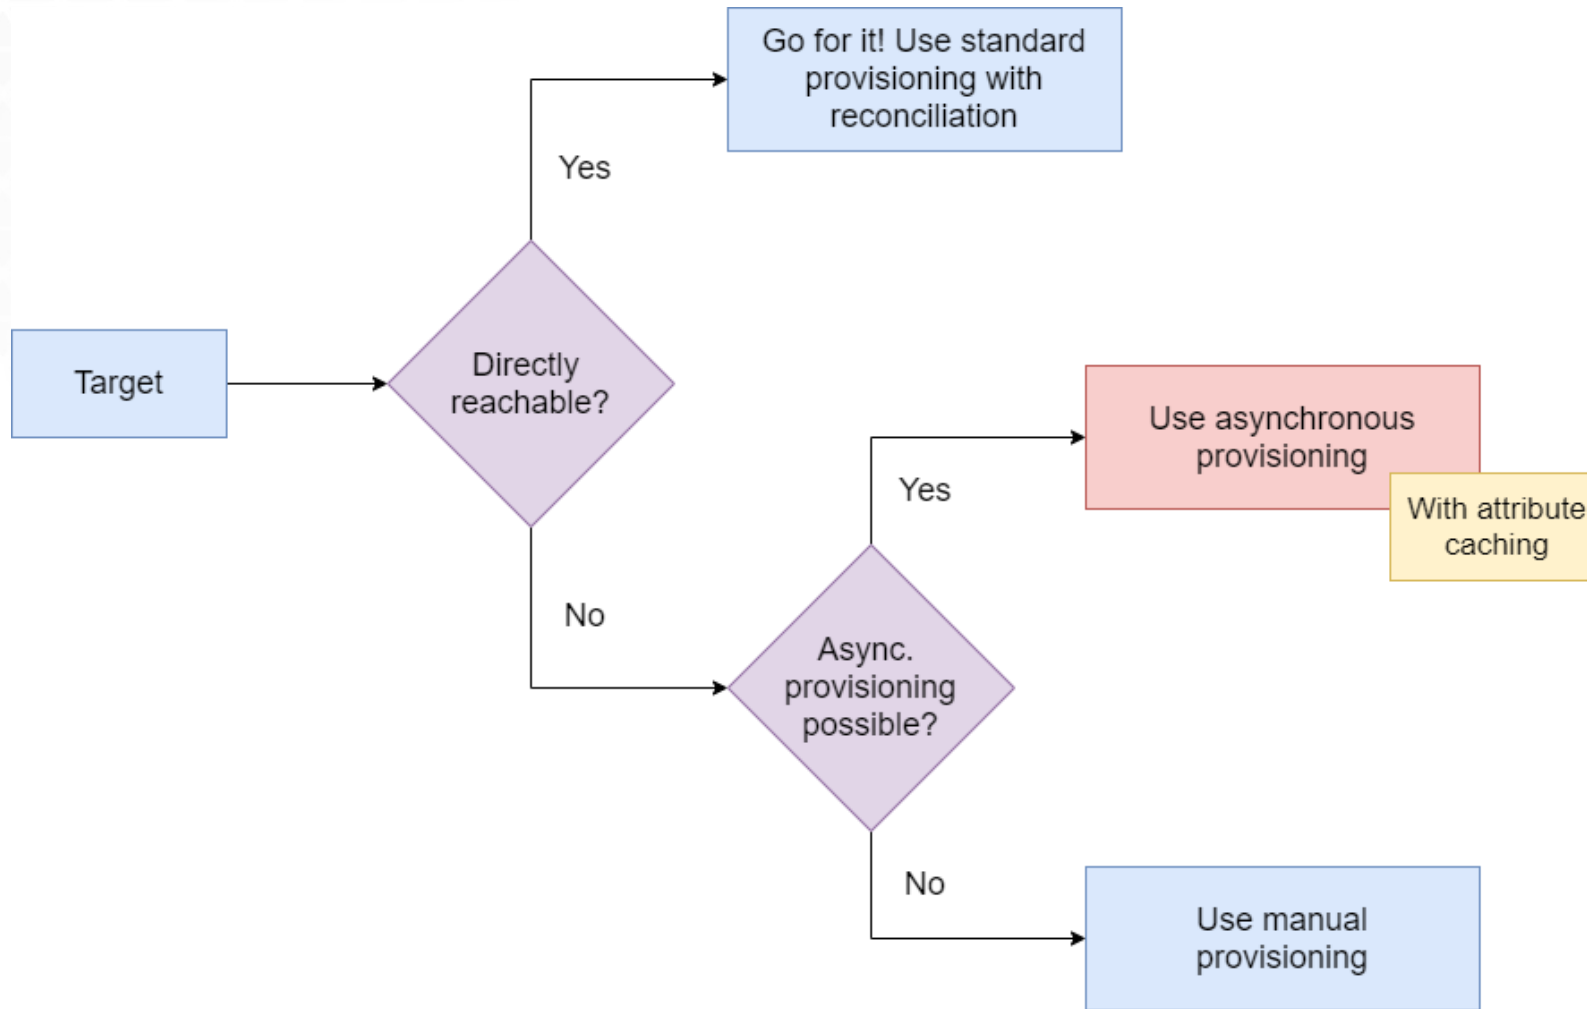 Go for it! Use standard
provisioning with
reconciliation
Yes
Target
Directly
reachable?
Use asynchronous
provisioning
Yes
With attribute
caching
No
Async.
provisioning
possible?
No
Use manual
provisioning